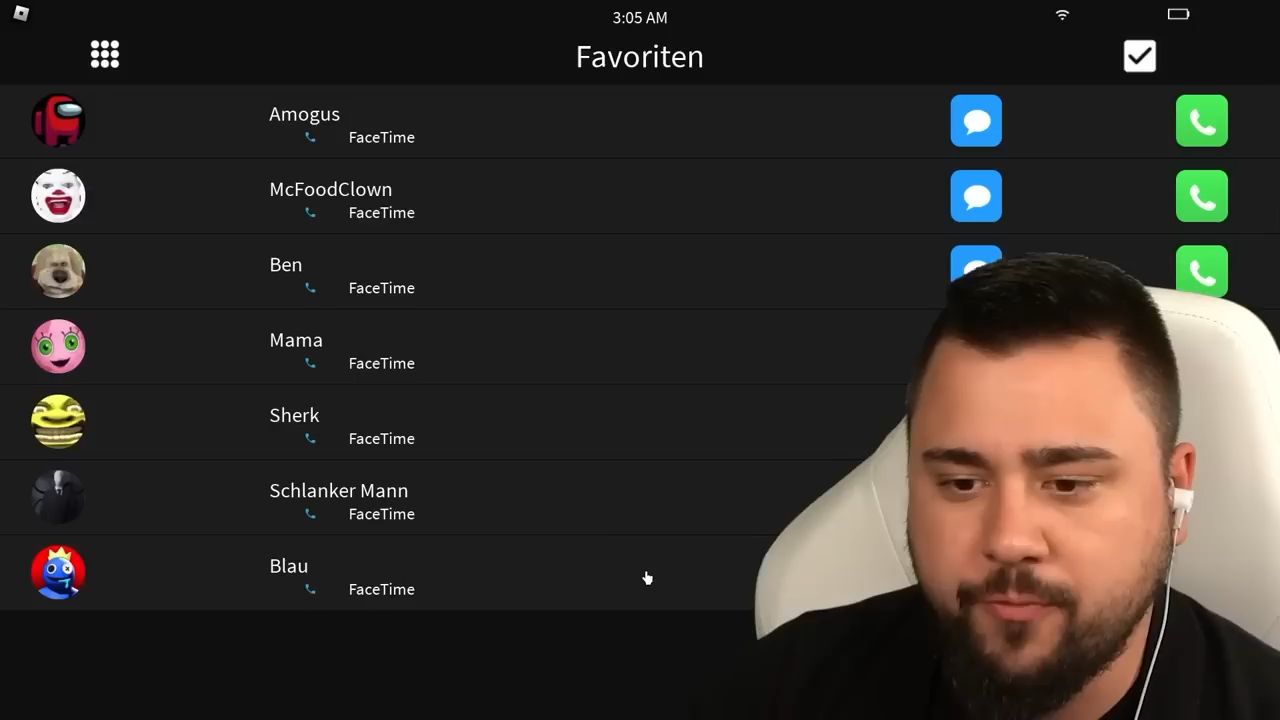 3:05 AM
Favoriten
Amogus
FaceTime
McFoodClown
FaceTime
Ben
FaceTime
Mama
FaceTime
Sherk
FaceTime
Schlanker Mann
FaceTime
Blau
FaceTime